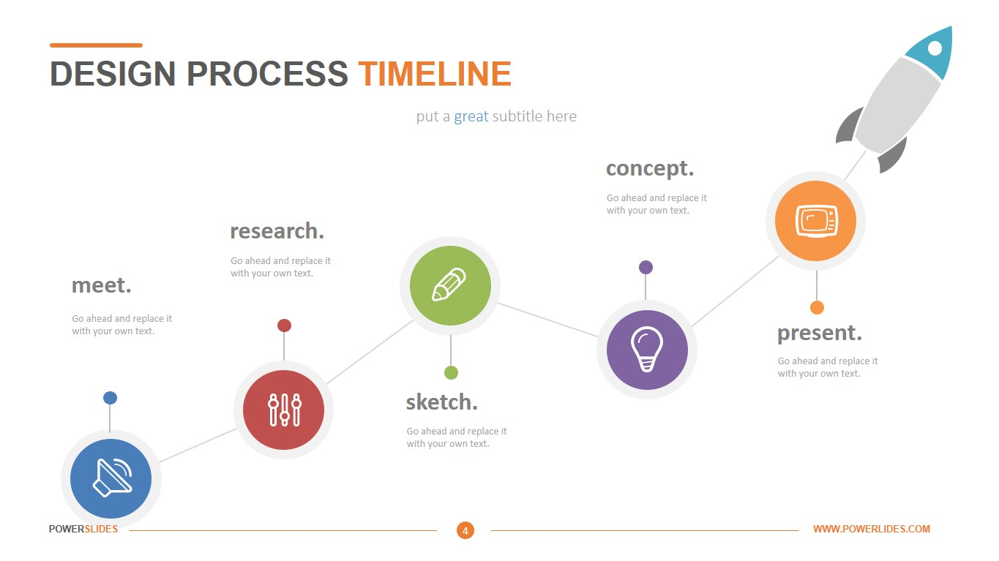 DESIGN PROCESS TIMELINE
put a great subtitle here
meet.
Go ahead and replace it
with your own text.
research.
Go ahead and replace it
with your own text.
sketch.
Go ahead and replace it
with your own text.
concept.
Go ahead and replace it
with your own text.
present.
Go ahead and replace it
with your own text.
POWERSLIDES
4
WWW.POWERLIDES.COM